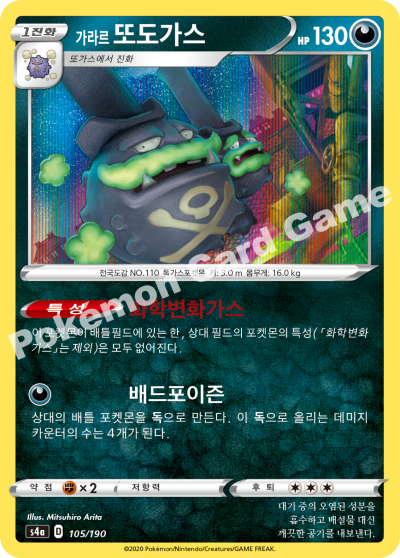 1진화 가라르 또도가스 HP 130
또가스에서 진화
전국도감 NO.110 독가스포켓몬 키: 3.0 m 몸무게: 16.0 kg
Pokémon Card Game
특성 화학변화가스
이 포켓몬이 배틀필드에 있는 한, 상대 필드의 포켓몬의 특성(「화학변화
가스」는 제외)은 모두 없어진다.
배드포이즌
상대의 배틀 포켓몬을 독으로 만든다. 이 독으로 올리는 데미지
카운터의 수는 4개가 된다.
약점 ×2 저항력 후퇴
Illus. Mitsuhiro Arita
s4a D 105/190
대기 중의 오염된 성분을
흡수하고 배설물 대신
깨끗한 공기를 내보낸다.
©2020 Pokémon/Nintendo/Creatures/GAME FREAK.